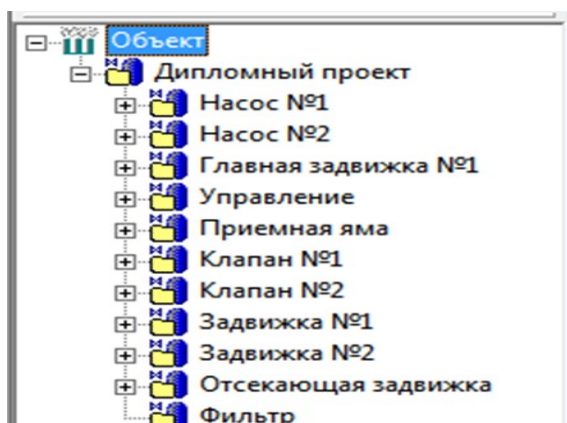 Объект
Дипломный проект
Насос №1
Насос №2
Главная задвижка №1
Управление
Приемная яма
Клапан №1
Клапан №2
Задвижка №1
Задвижка №2
Отсекающая задвижка
Фильтр